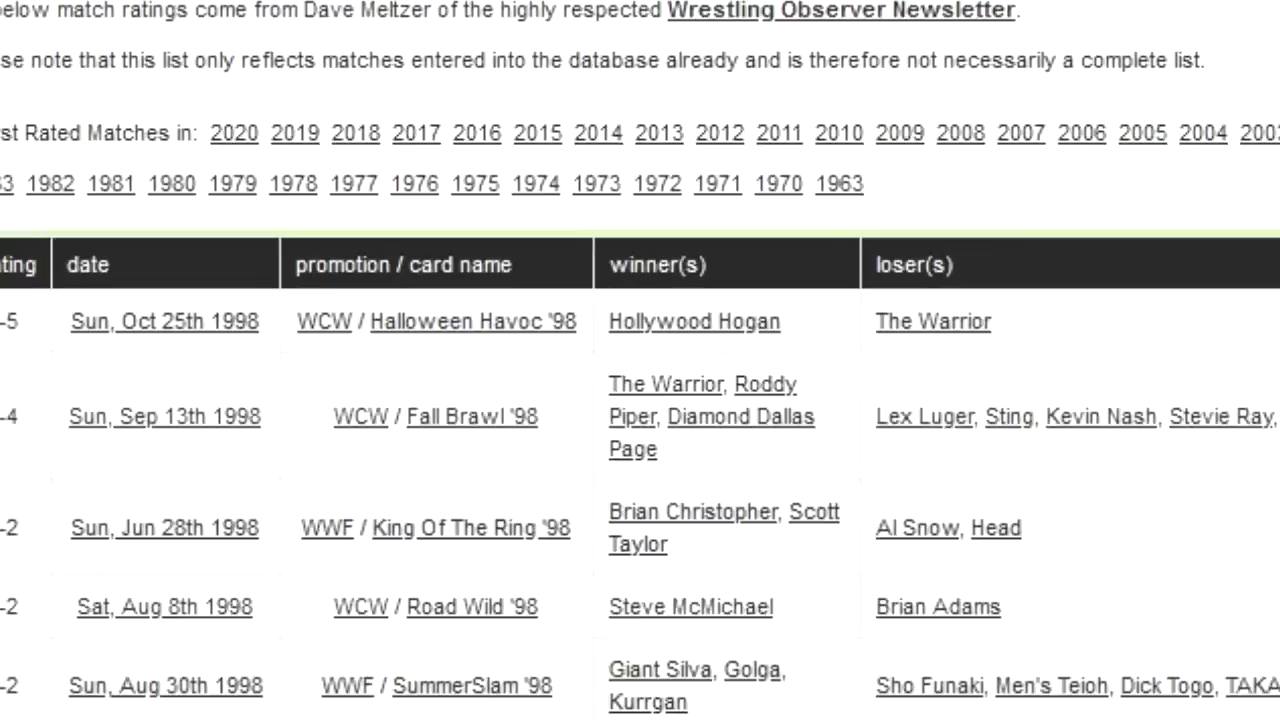 below match ratings come from Dave Meltzer of the highly respected Wrestling Observer Newsletter.
se note that this list only reflects matches entered into the database already and is therefore not necessarily a complete list.
rst Rated Matches in: 2020 2019 2018 2017 2016 2015 2014 2013 2012 2011 2010 2009 2008 2007 2006 2005 2004 200
3 1982 1981 1980 1979 1978 1977 1976 1975 1974 1973 1972 1971 1970 1963
ating date promotion / card name winner(s) loser(s)
-5 Sun, Oct 25th 1998 WCW / Halloween Havoc '98 Hollywood Hogan The Warrior
The Warrior, Roddy
-4 Sun, Sep 13th 1998 WCW / Fall Brawl '98 Piper, Diamond Dallas Lex Luger, Sting, Kevin Nash, Stevie Ray,
Page
Brian Christopher, Scott
-2 Sun, Jun 28th 1998 WWF / King Of The Ring '98 Al Snow, Head
Taylor
-2 Sat, Aug 8th 1998 WCW / Road Wild '98 Steve McMichael Brian Adams
Giant Silva, Golga,
-2 Sun, Aug 30th 1998 WWF / SummerSlam '98 Sho Funaki, Men's Teioh, Dick Togo, TAKA
Kurrgan